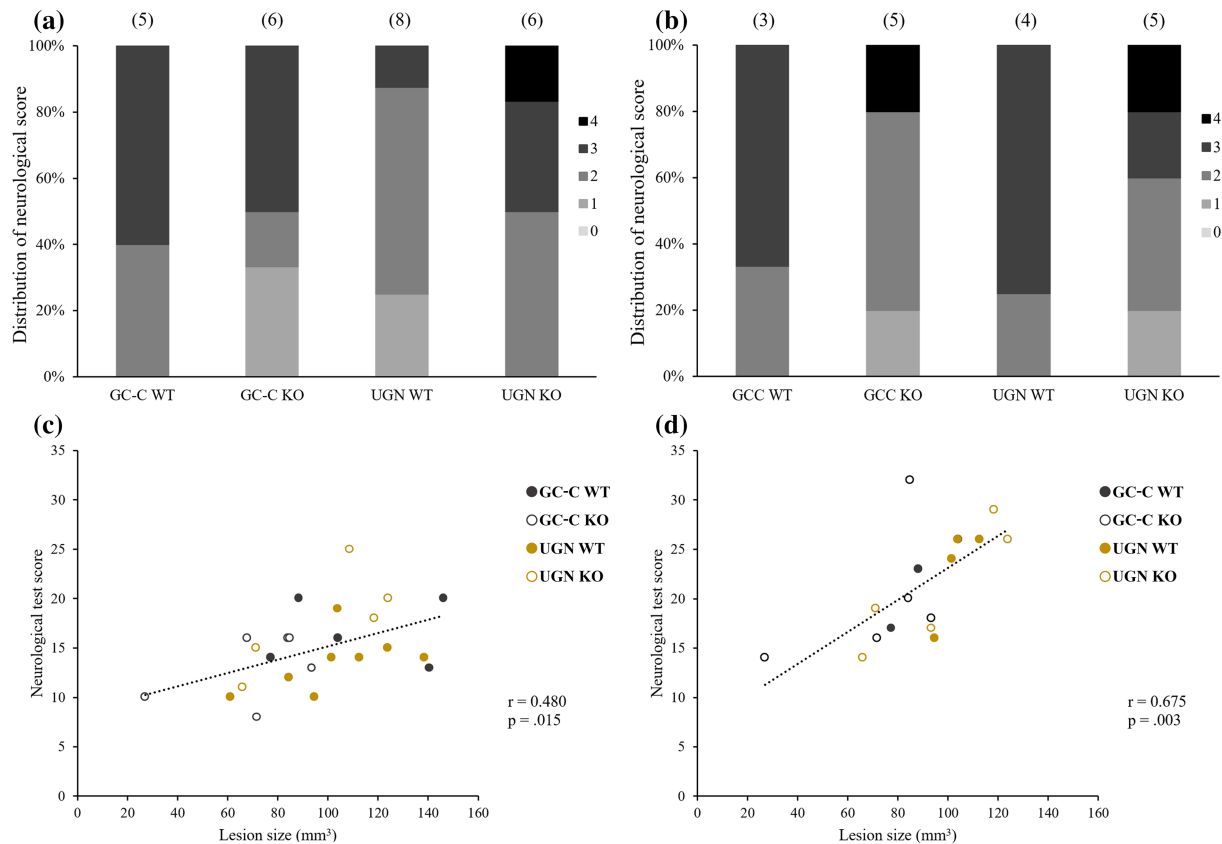 (a) (5) (6) (8) (6)
Distribution of neurological score
100%
80%
60%
40%
20%
0%
GC-C WT GC-C KO UGN WT UGN KO
4
3
2
1
0
(b) (3) (5) (4) (5)
Distribution of neurological score
100%
80%
60%
40%
20%
0%
GCC WT GCC KO UGN WT UGN KO
4
3
2
1
0
(c)
Neurological test score
35
30
25
20
15
10
5
0
0 20 40 60 80 100 120 140 160
Lesion size (mm³)
GC-C WT
GC-C KO
UGN WT
UGN KO
r = 0.480
p = .015
(d)
Neurological test score
35
30
25
20
15
10
5
0
0 20 40 60 80 100 120 140 160
Lesion size (mm³)
GC-C WT
GC-C KO
UGN WT
UGN KO
r = 0.675
p = .003